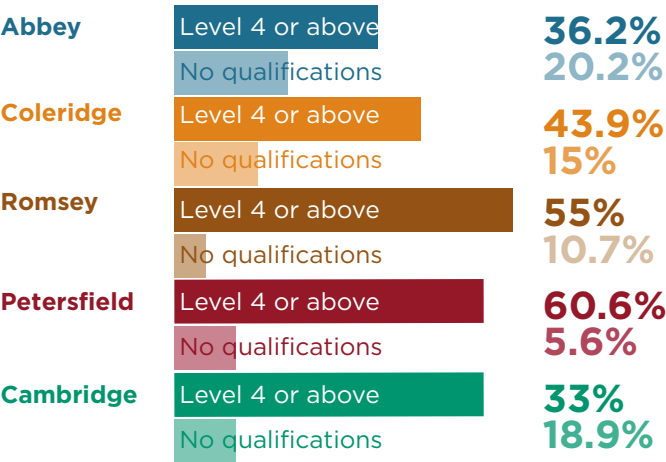 Abbey Level 4 or above 36.2%
No qualifications 20.2%
Coleridge Level 4 or above 43.9%
No qualifications 15%
Romsey Level 4 or above 55%
No qualifications 10.7%
Petersfield Level 4 or above 60.6%
No qualifications 5.6%
Cambridge Level 4 or above 33%
No qualifications 18.9%